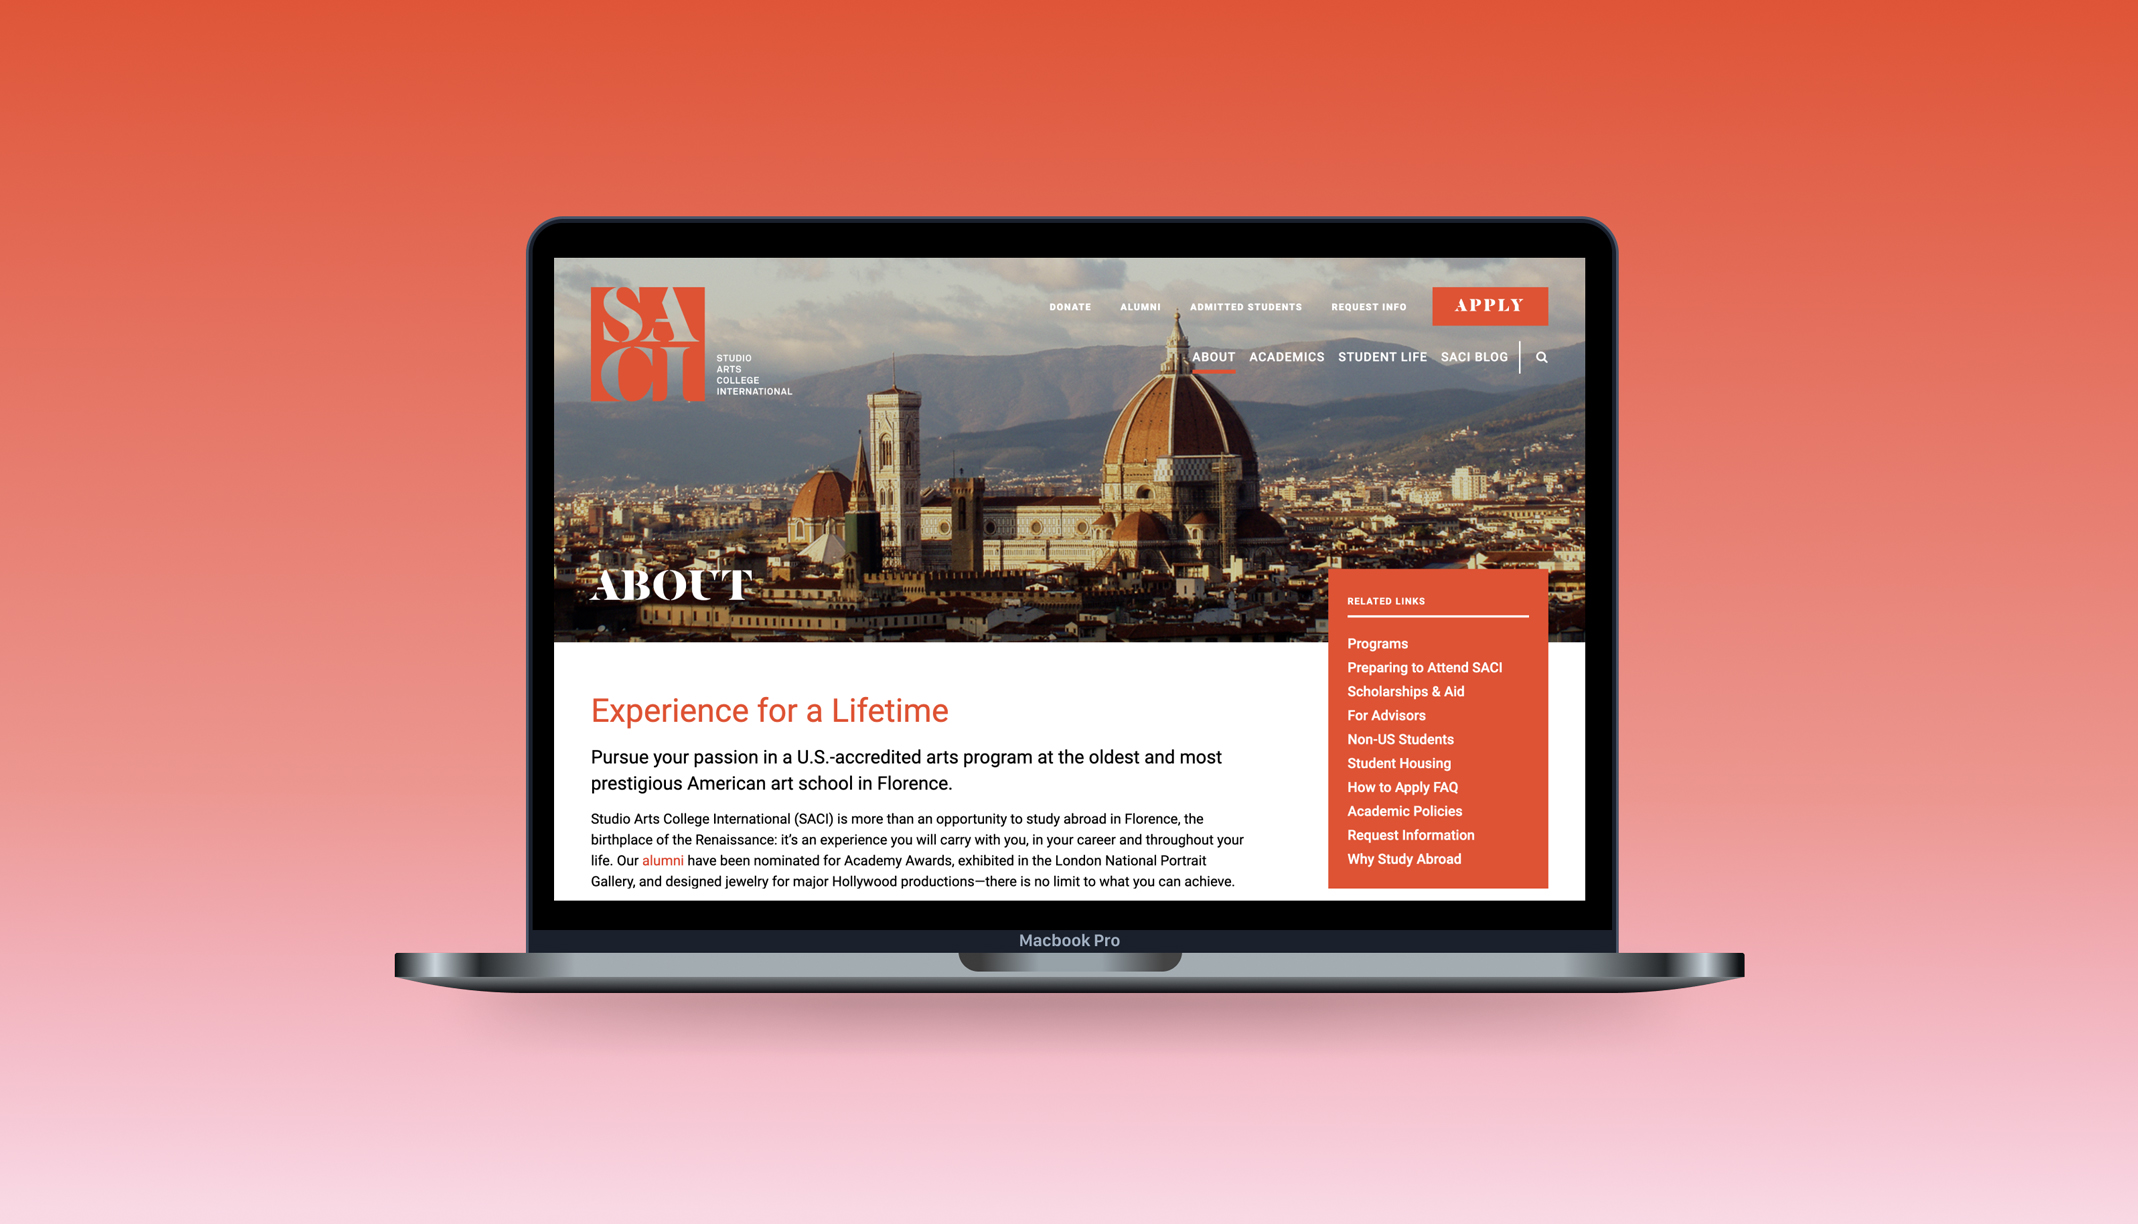 SA
CI
STUDIO
ARTS
COLLEGE
INTERNATIONAL
DONATE ALUMNI ADMITTED STUDENTS REQUEST INFO APPLY
ABOUT ACADEMICS STUDENT LIFE SACI BLOG
ABOUT
Experience for a Lifetime
Pursue your passion in a U.S.-accredited arts program at the oldest and most
prestigious American art school in Florence.
Studio Arts College International (SACI) is more than an opportunity to study abroad in Florence, the
birthplace of the Renaissance: it’s an experience you will carry with you, in your career and throughout your
life. Our alumni have been nominated for Academy Awards, exhibited in the London National Portrait
Gallery, and designed jewelry for major Hollywood productions—there is no limit to what you can achieve.
RELATED LINKS
Programs
Preparing to Attend SACI
Scholarships & Aid
For Advisors
Non-US Students
Student Housing
How to Apply FAQ
Academic Policies
Request Information
Why Study Abroad
Macbook Pro